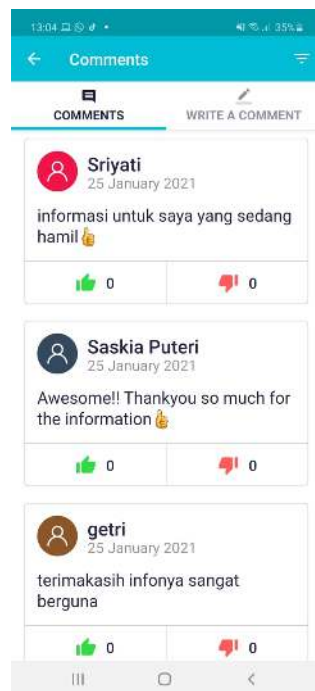 13:04
35%
Comments
COMMENTS
WRITE A COMMENT
Sriyati
25 January 2021
informasi untuk saya yang sedang
hamil👍
0
0
Saskia Puteri
25 January 2021
Awesome!! Thankyou so much for
the information👍
0
0
getri
25 January 2021
terimakasih infonya sangat
berguna
0
0